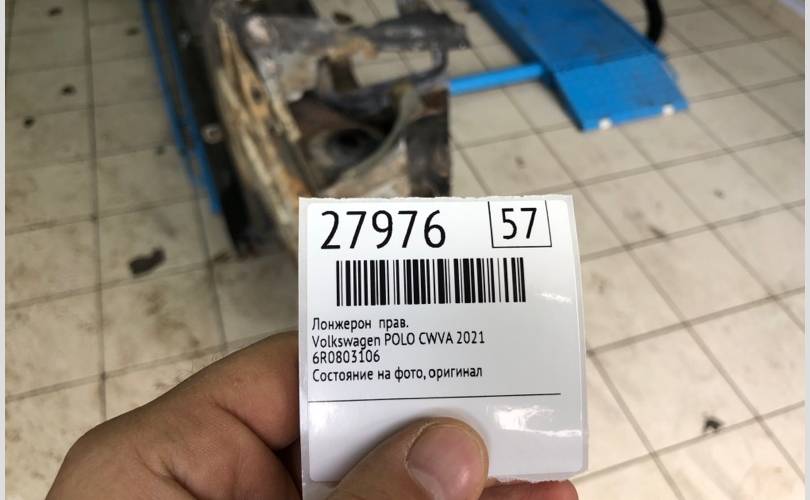 27976 57
Лонжерон прав.
Volkswagen POLO CWVA 2021
6R0803106
Состояние на фото, оригинал